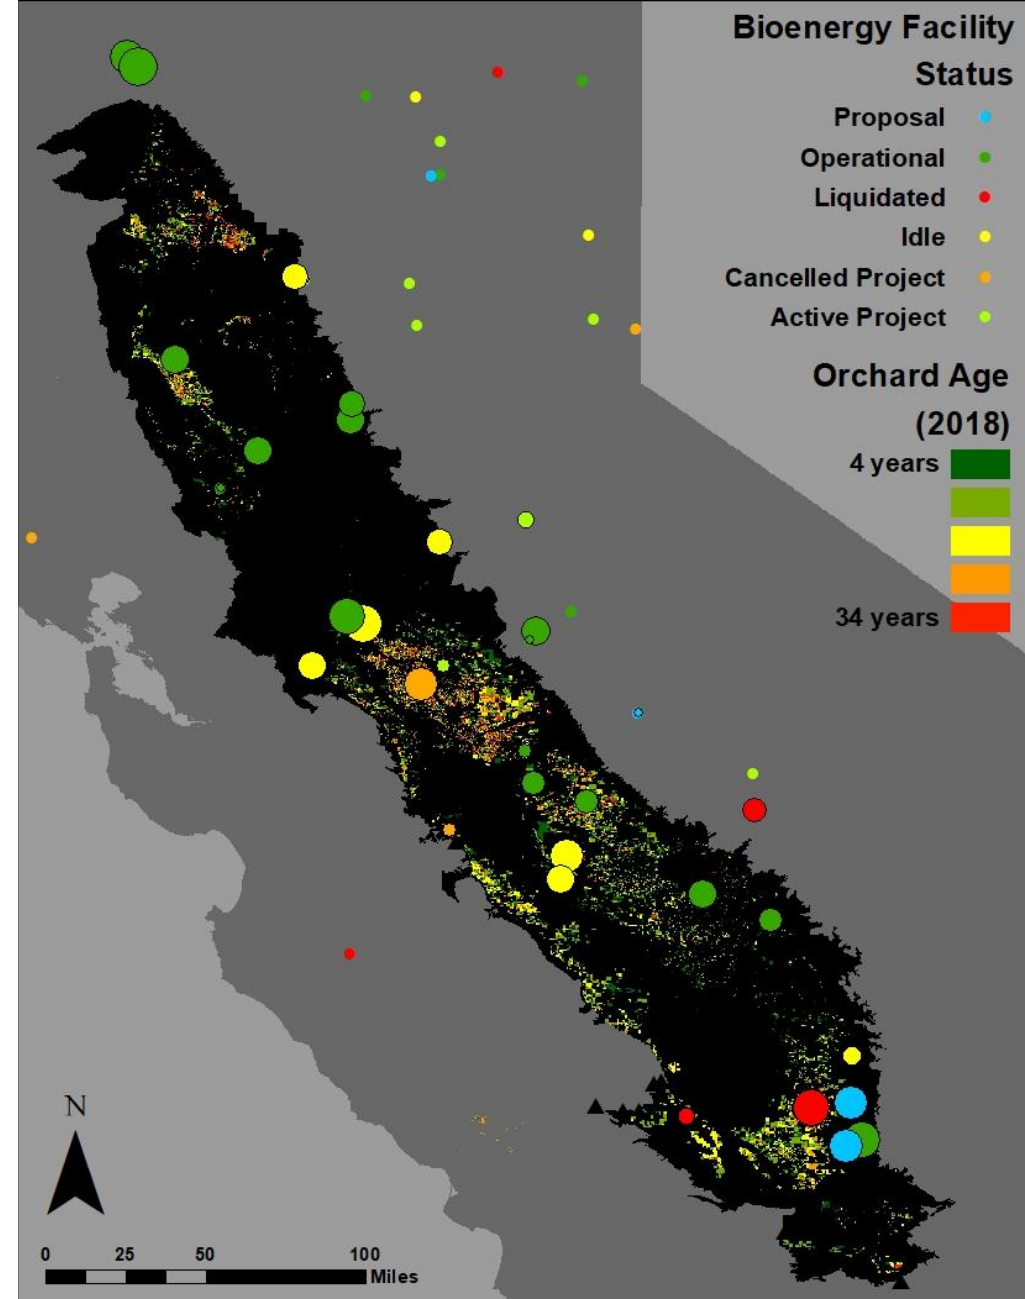 Bioenergy Facility
Status
Proposal
Operational
Liquidated
Idle
Cancelled Project
Active Project
Orchard Age
(2018)
4 years
34 years
N
0 25 50 100
Miles